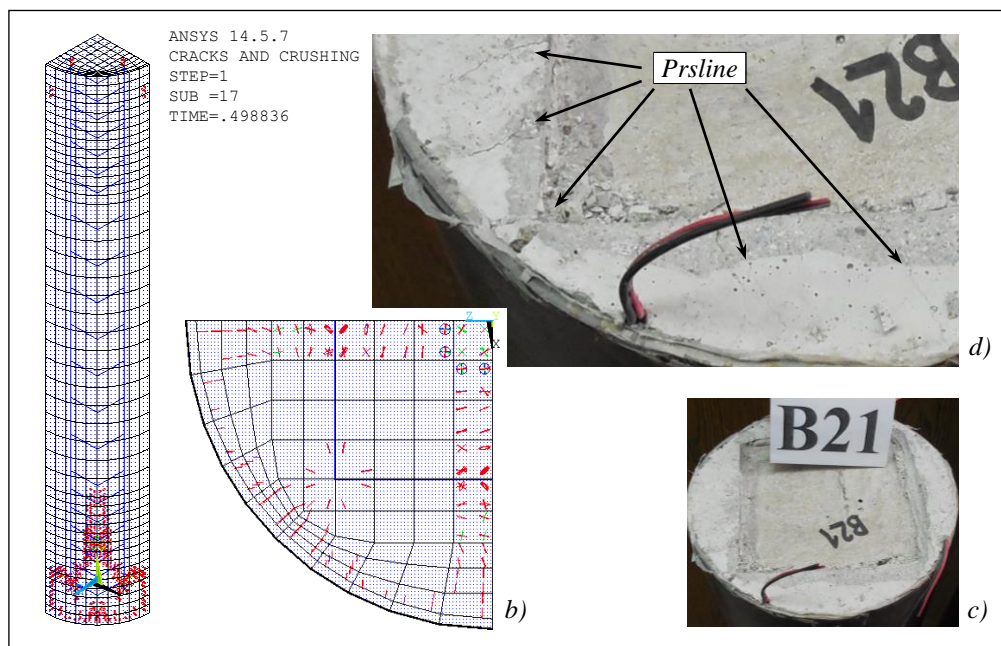 ANSYS 14.5.7
CRACKS AND CRUSHING
STEP=1
SUB =17
TIME=.498836
Prsline
B21
d)
Z
Y
X
b)
B21
B21
c)